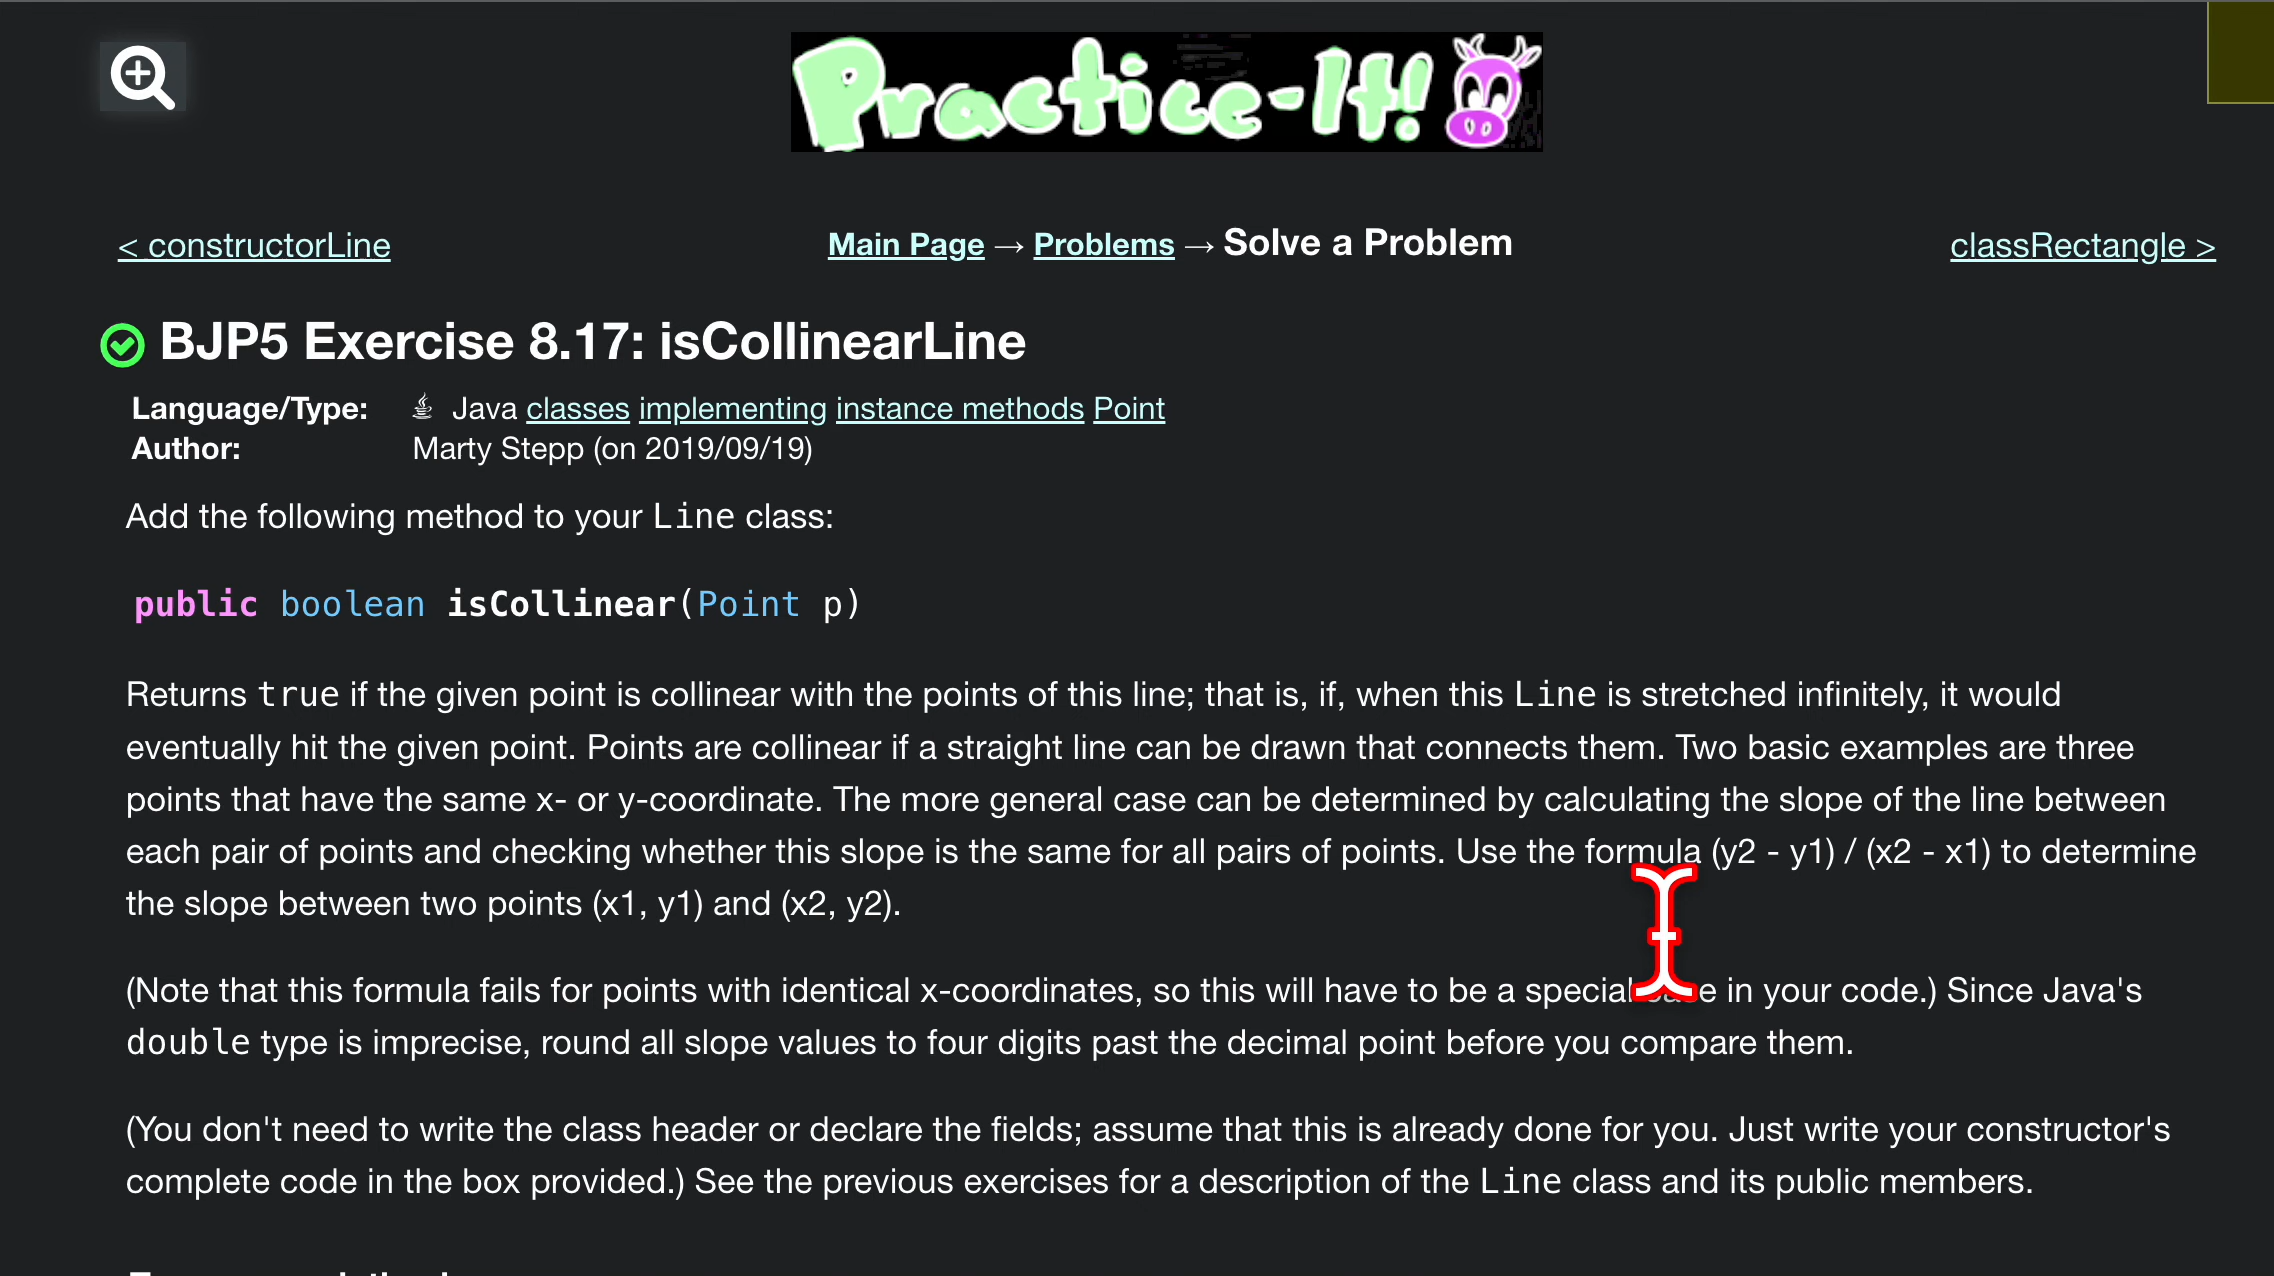 Practice-It!
< constructorLine
Main Page → Problems → Solve a Problem
classRectangle >
BJP5 Exercise 8.17: isCollinearLine
Language/Type: Java classes implementing instance methods Point
Author: Marty Stepp (on 2019/09/19)
Add the following method to your Line class:
public boolean isCollinear(Point p)
Returns true if the given point is collinear with the points of this line; that is, if, when this Line is stretched infinitely, it would
eventually hit the given point. Points are collinear if a straight line can be drawn that connects them. Two basic examples are three
points that have the same x- or y-coordinate. The more general case can be determined by calculating the slope of the line between
each pair of points and checking whether this slope is the same for all pairs of points. Use the formula (y2 - y1) / (x2 - x1) to determine
the slope between two points (x1, y1) and (x2, y2).
(Note that this formula fails for points with identical x-coordinates, so this will have to be a special case in your code.) Since Java's
double type is imprecise, round all slope values to four digits past the decimal point before you compare them.
(You don't need to write the class header or declare the fields; assume that this is already done for you. Just write your constructor's
complete code in the box provided.) See the previous exercises for a description of the Line class and its public members.